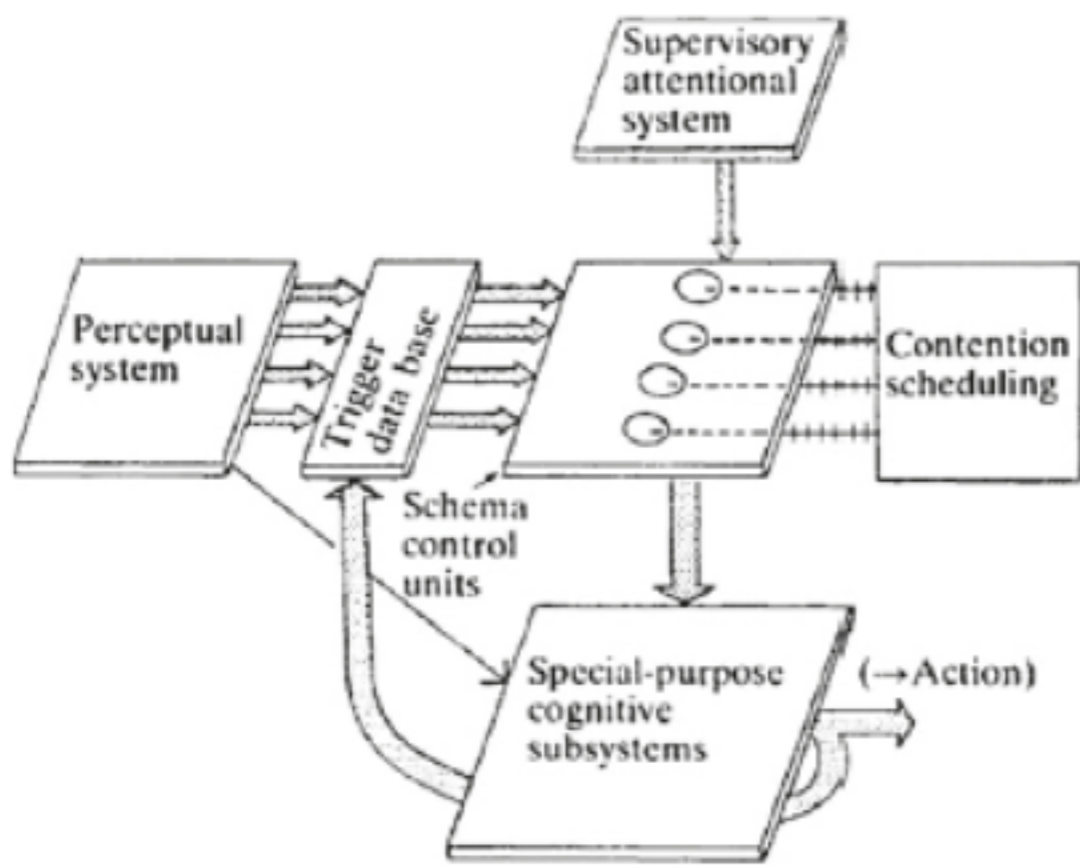 Supervisory
attentional
system
Perceptual
system
Trigger
data base
Contention
scheduling
Schema
control
units
Special-purpose
cognitive
subsystems
(→Action)